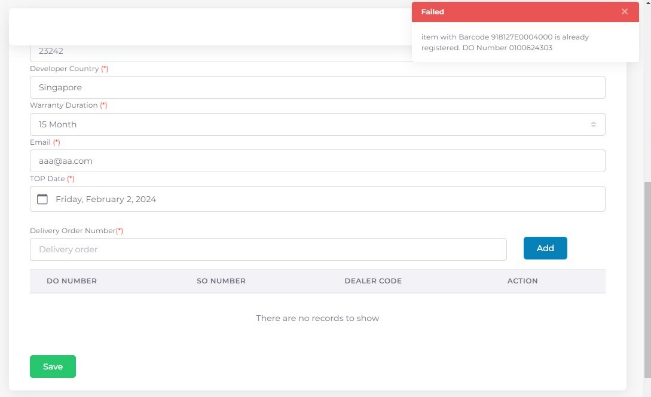 Failed
item with Barcode 918127E0004000 is already
registered. DO Number 0100624303
23242
Developer Country (*)
Singapore
Warranty Duration (*)
15 Month
Email (*)
aaa@aa.com
TOP Date (*)
Friday, February 2, 2024
Delivery Order Number(*)
Delivery order
Add
DO NUMBER SO NUMBER DEALER CODE ACTION
There are no records to show
Save